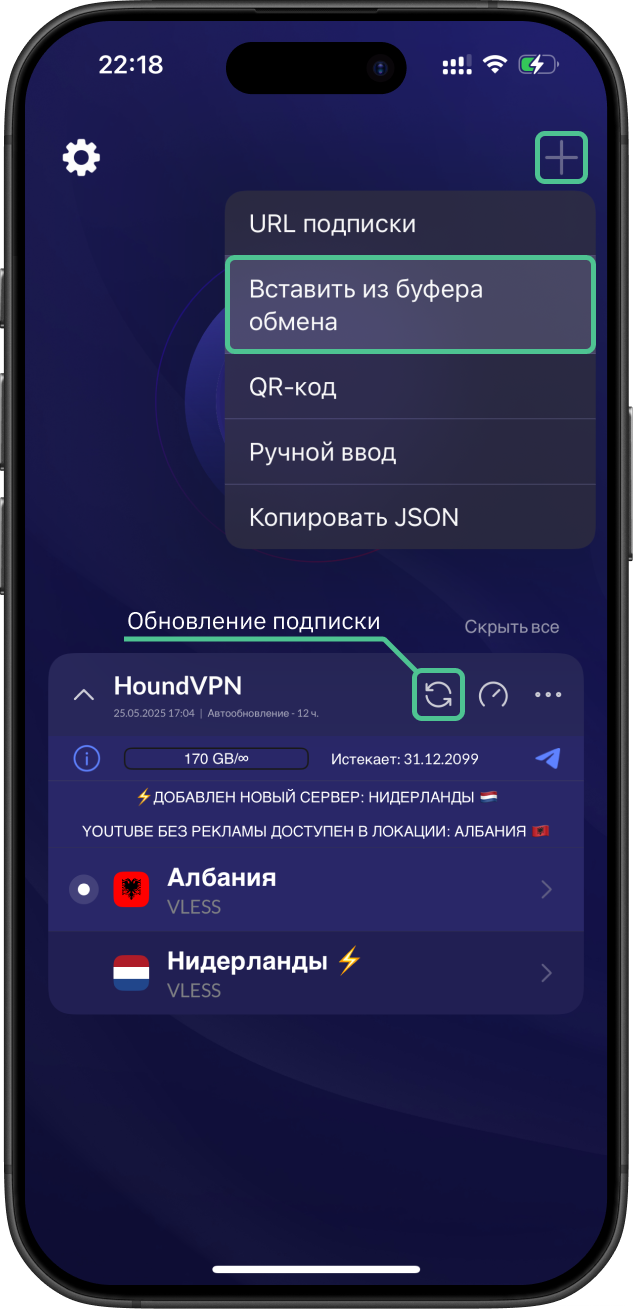 22:18
URL подписки
Вставить из буфера
обмена
QR-код
Ручной ввод
Копировать JSON
Обновление подписки
Скрыть все
HoundVPN
25.05.2025 17:04 | Автообновление - 12 ч.
170 GB/∞
Истекает: 31.12.2099
⚡ДОБАВЛЕН НОВЫЙ СЕРВЕР: НИДЕРЛАНДЫ 🇳🇱
YOUTUBE БЕЗ РЕКЛАМЫ ДОСТУПЕН В ЛОКАЦИИ: АЛБАНИЯ 🇦🇱
Албания
VLESS
Нидерланды ⚡
VLESS